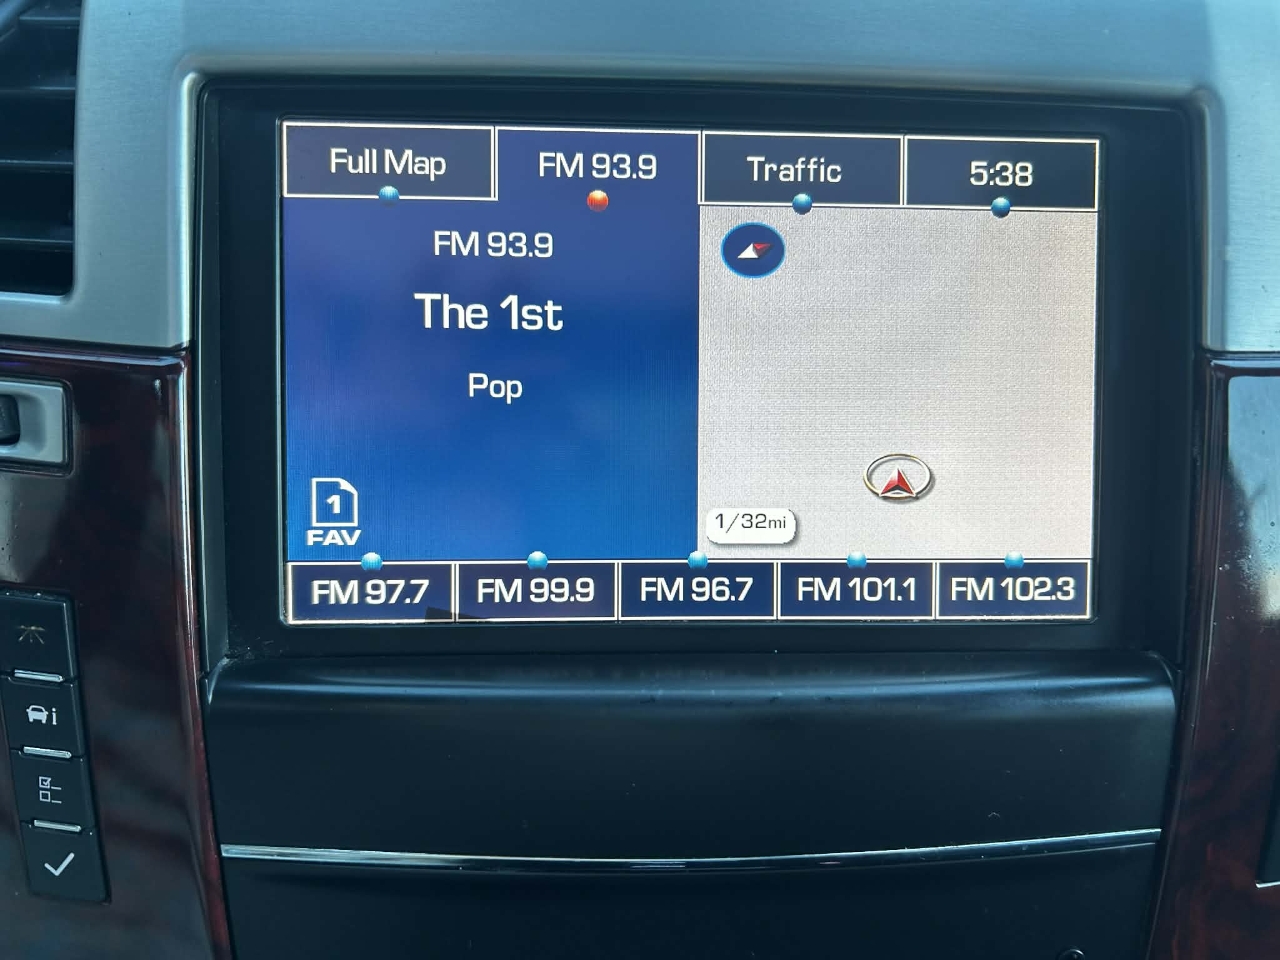 Full Map
FM 93.9
Traffic
5:38
FM 93.9
The 1st
Pop
1
FAV
1/32mi
FM 97.7
FM 99.9
FM 96.7
FM 101.1
FM 102.3
i